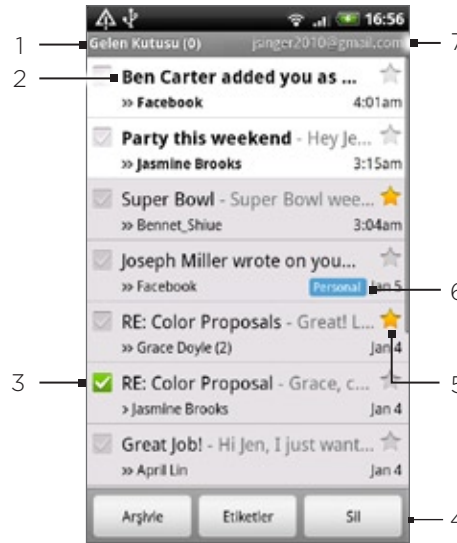 16:56
1 Gelen Kutusu (0) jsnger2010@gmail.com 7
2 Ben Carter added you as ...
» Facebook 4:01am
Party this weekend - Hey Je...
» Jasmine Brooks 3:15am
Super Bowl - Super Bowl wee...
» Bennet_Shiue 3:04am
Joseph Miller wrote on you...
» Facebook Personal Jan 5 6
RE: Color Proposals - Great! L...
» Grace Doyle (2) Jan 4
5
3 RE: Color Proposal - Grace, c...
› Jasmine Brooks Jan 4
Great Job! - Hi Jen, I just want...
» April Lin Jan 4
Arşivle Etiketler Sil 4